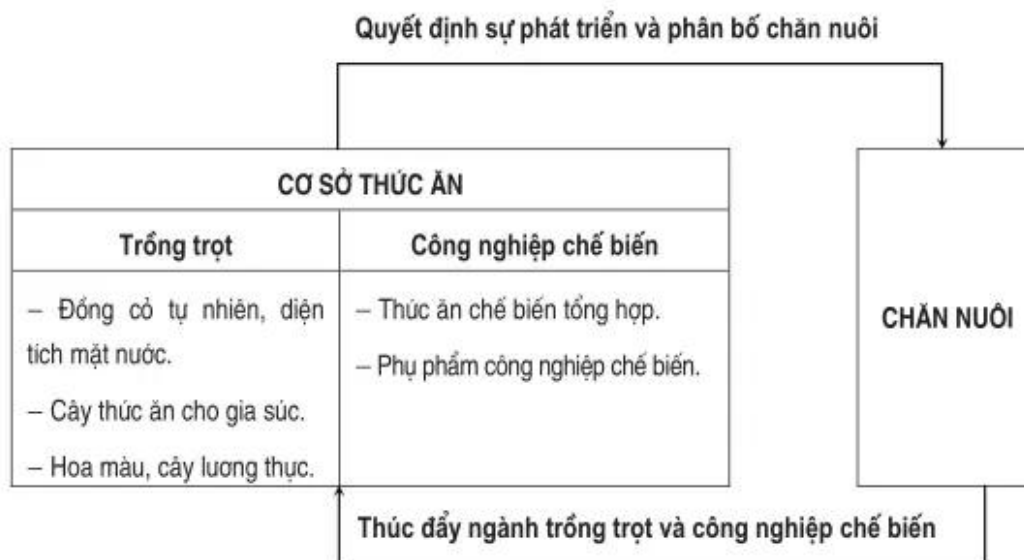 Quyết định sự phát triển và phân bố chăn nuôi
CƠ SỞ THỨC ĂN
Trồng trọt
Công nghiệp chế biến
– Đồng cỏ tự nhiên, diện
tích mặt nước.
– Cây thức ăn cho gia súc.
– Hoa màu, cây lương thực.
– Thức ăn chế biến tổng hợp.
– Phụ phẩm công nghiệp chế biến.
CHĂN NUÔI
Thúc đẩy ngành trồng trọt và công nghiệp chế biến